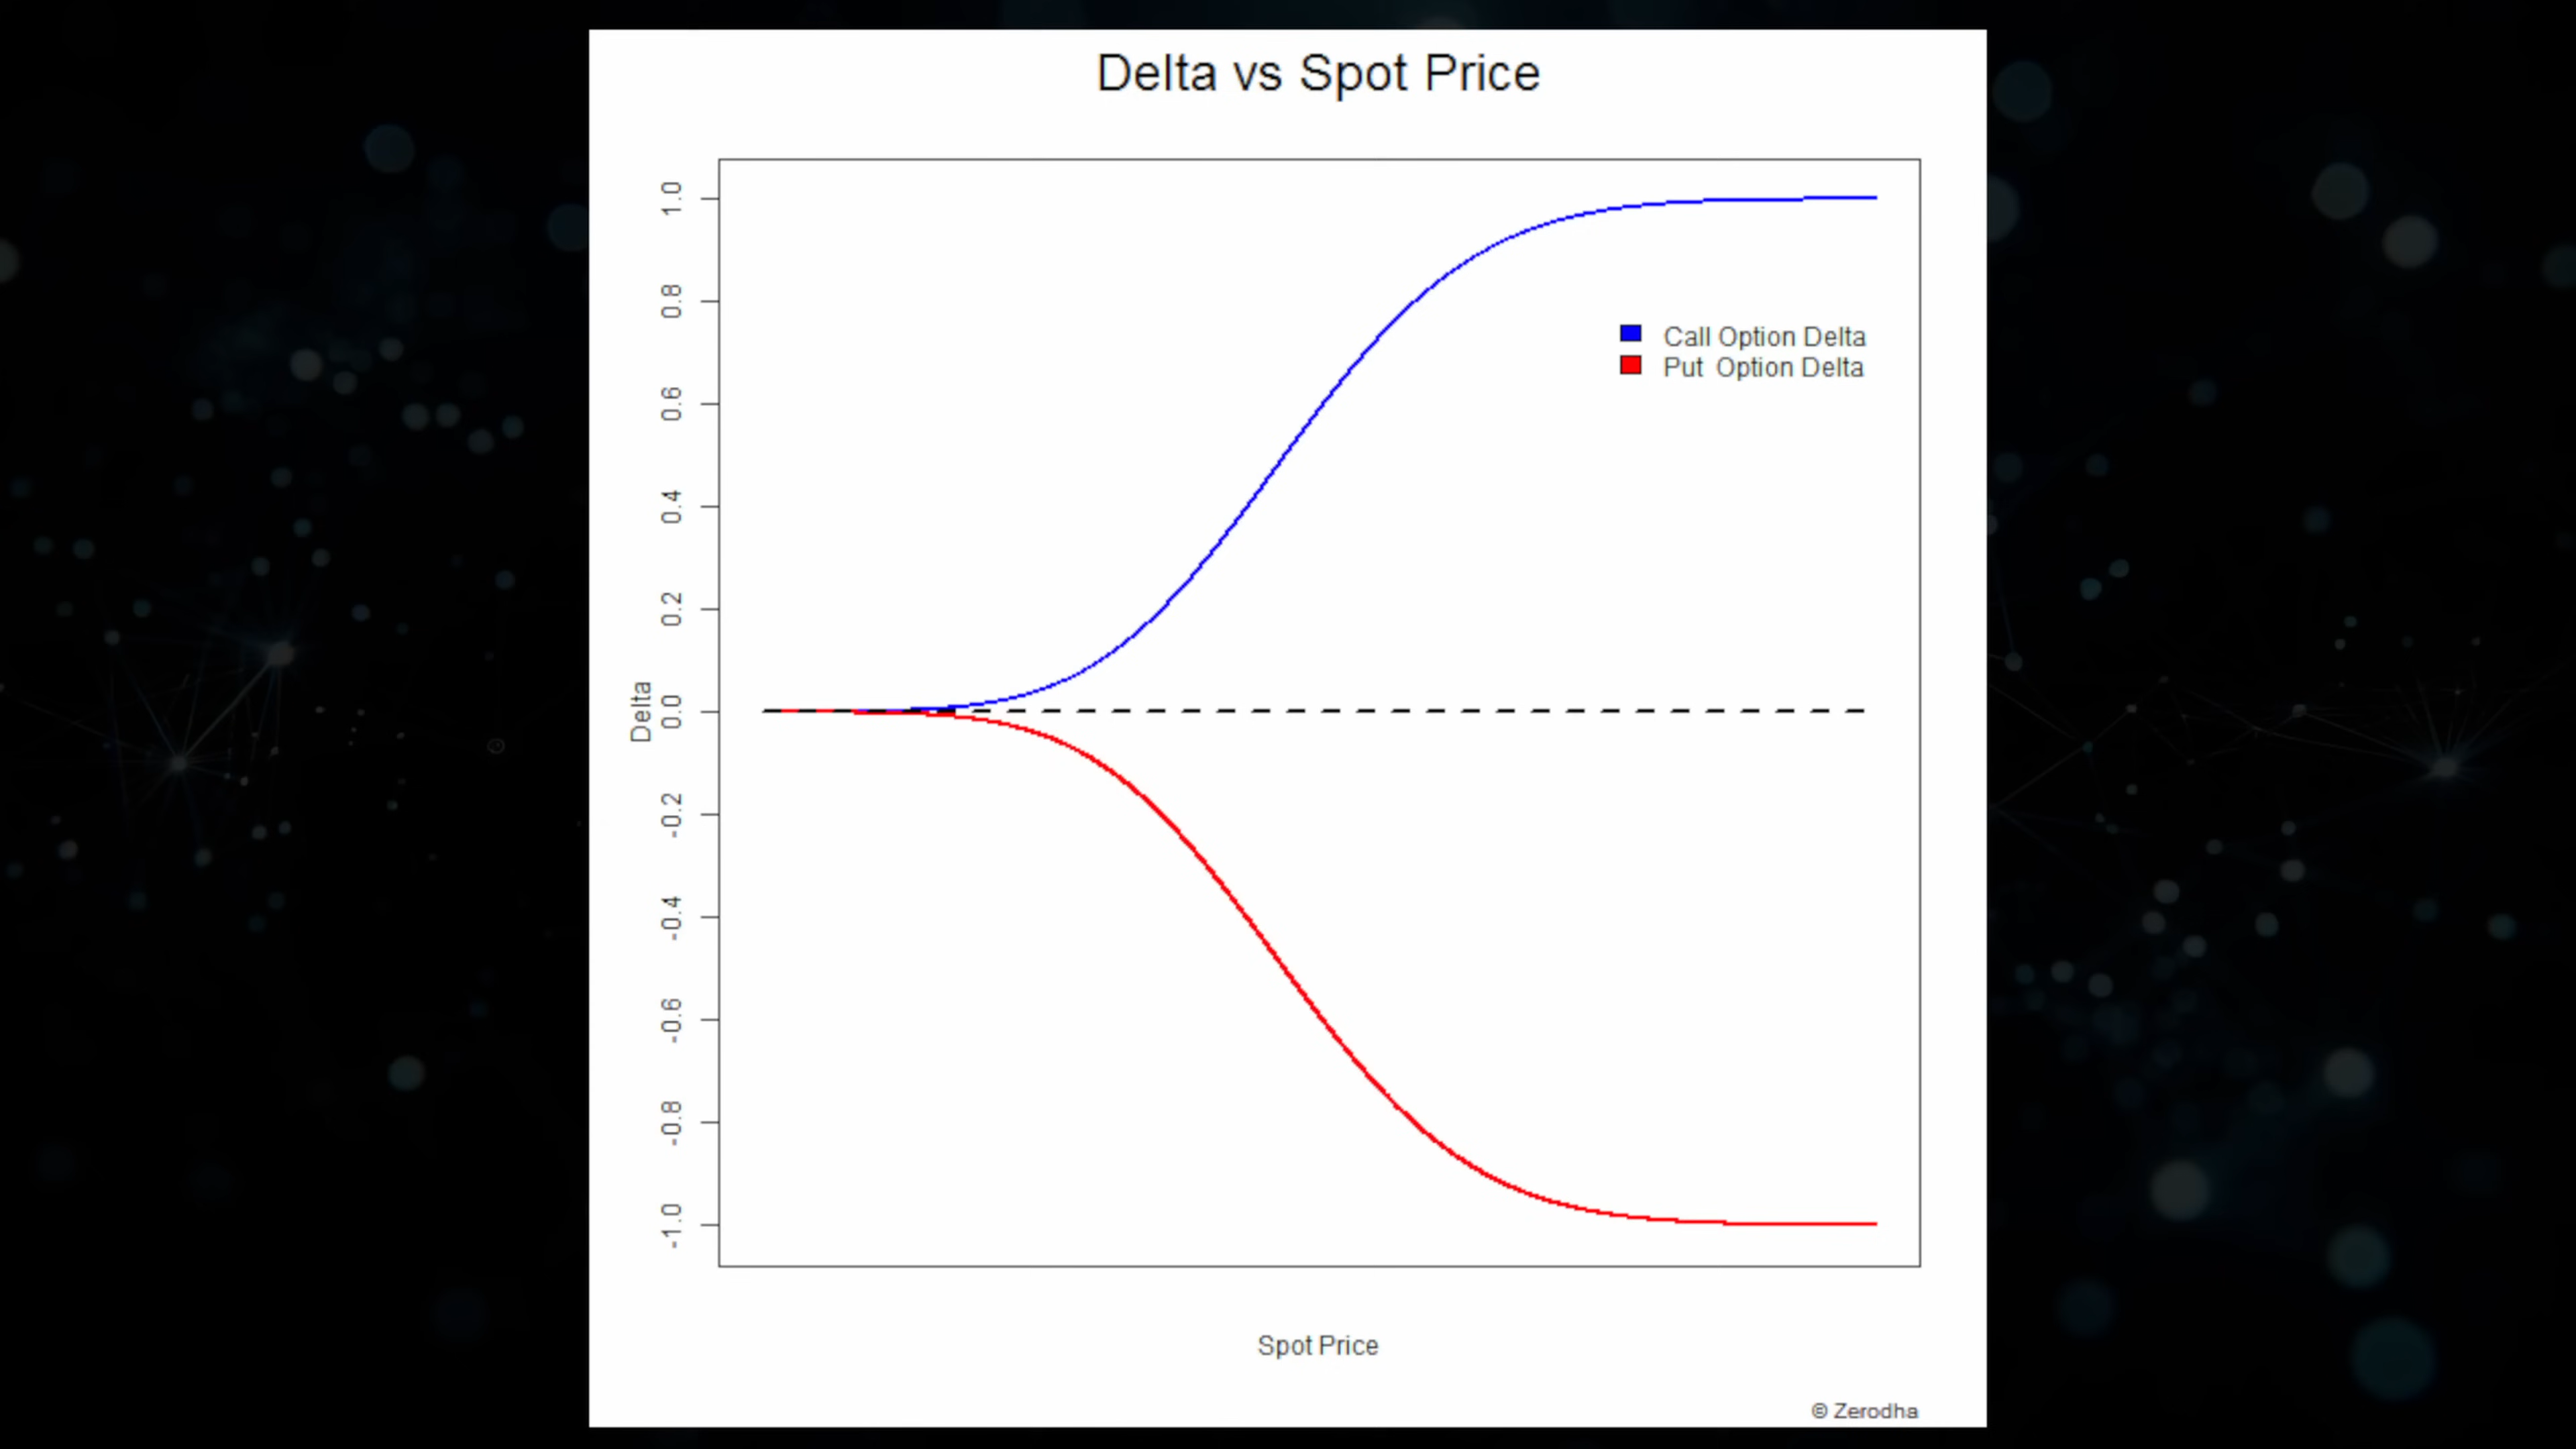 Delta vs Spot Price
1.0
0.8
0.6
0.4
0.2
0.0
-0.2
-0.4
-0.6
-0.8
-1.0
Delta
Call Option Delta
Put Option Delta
Spot Price
© Zerodha